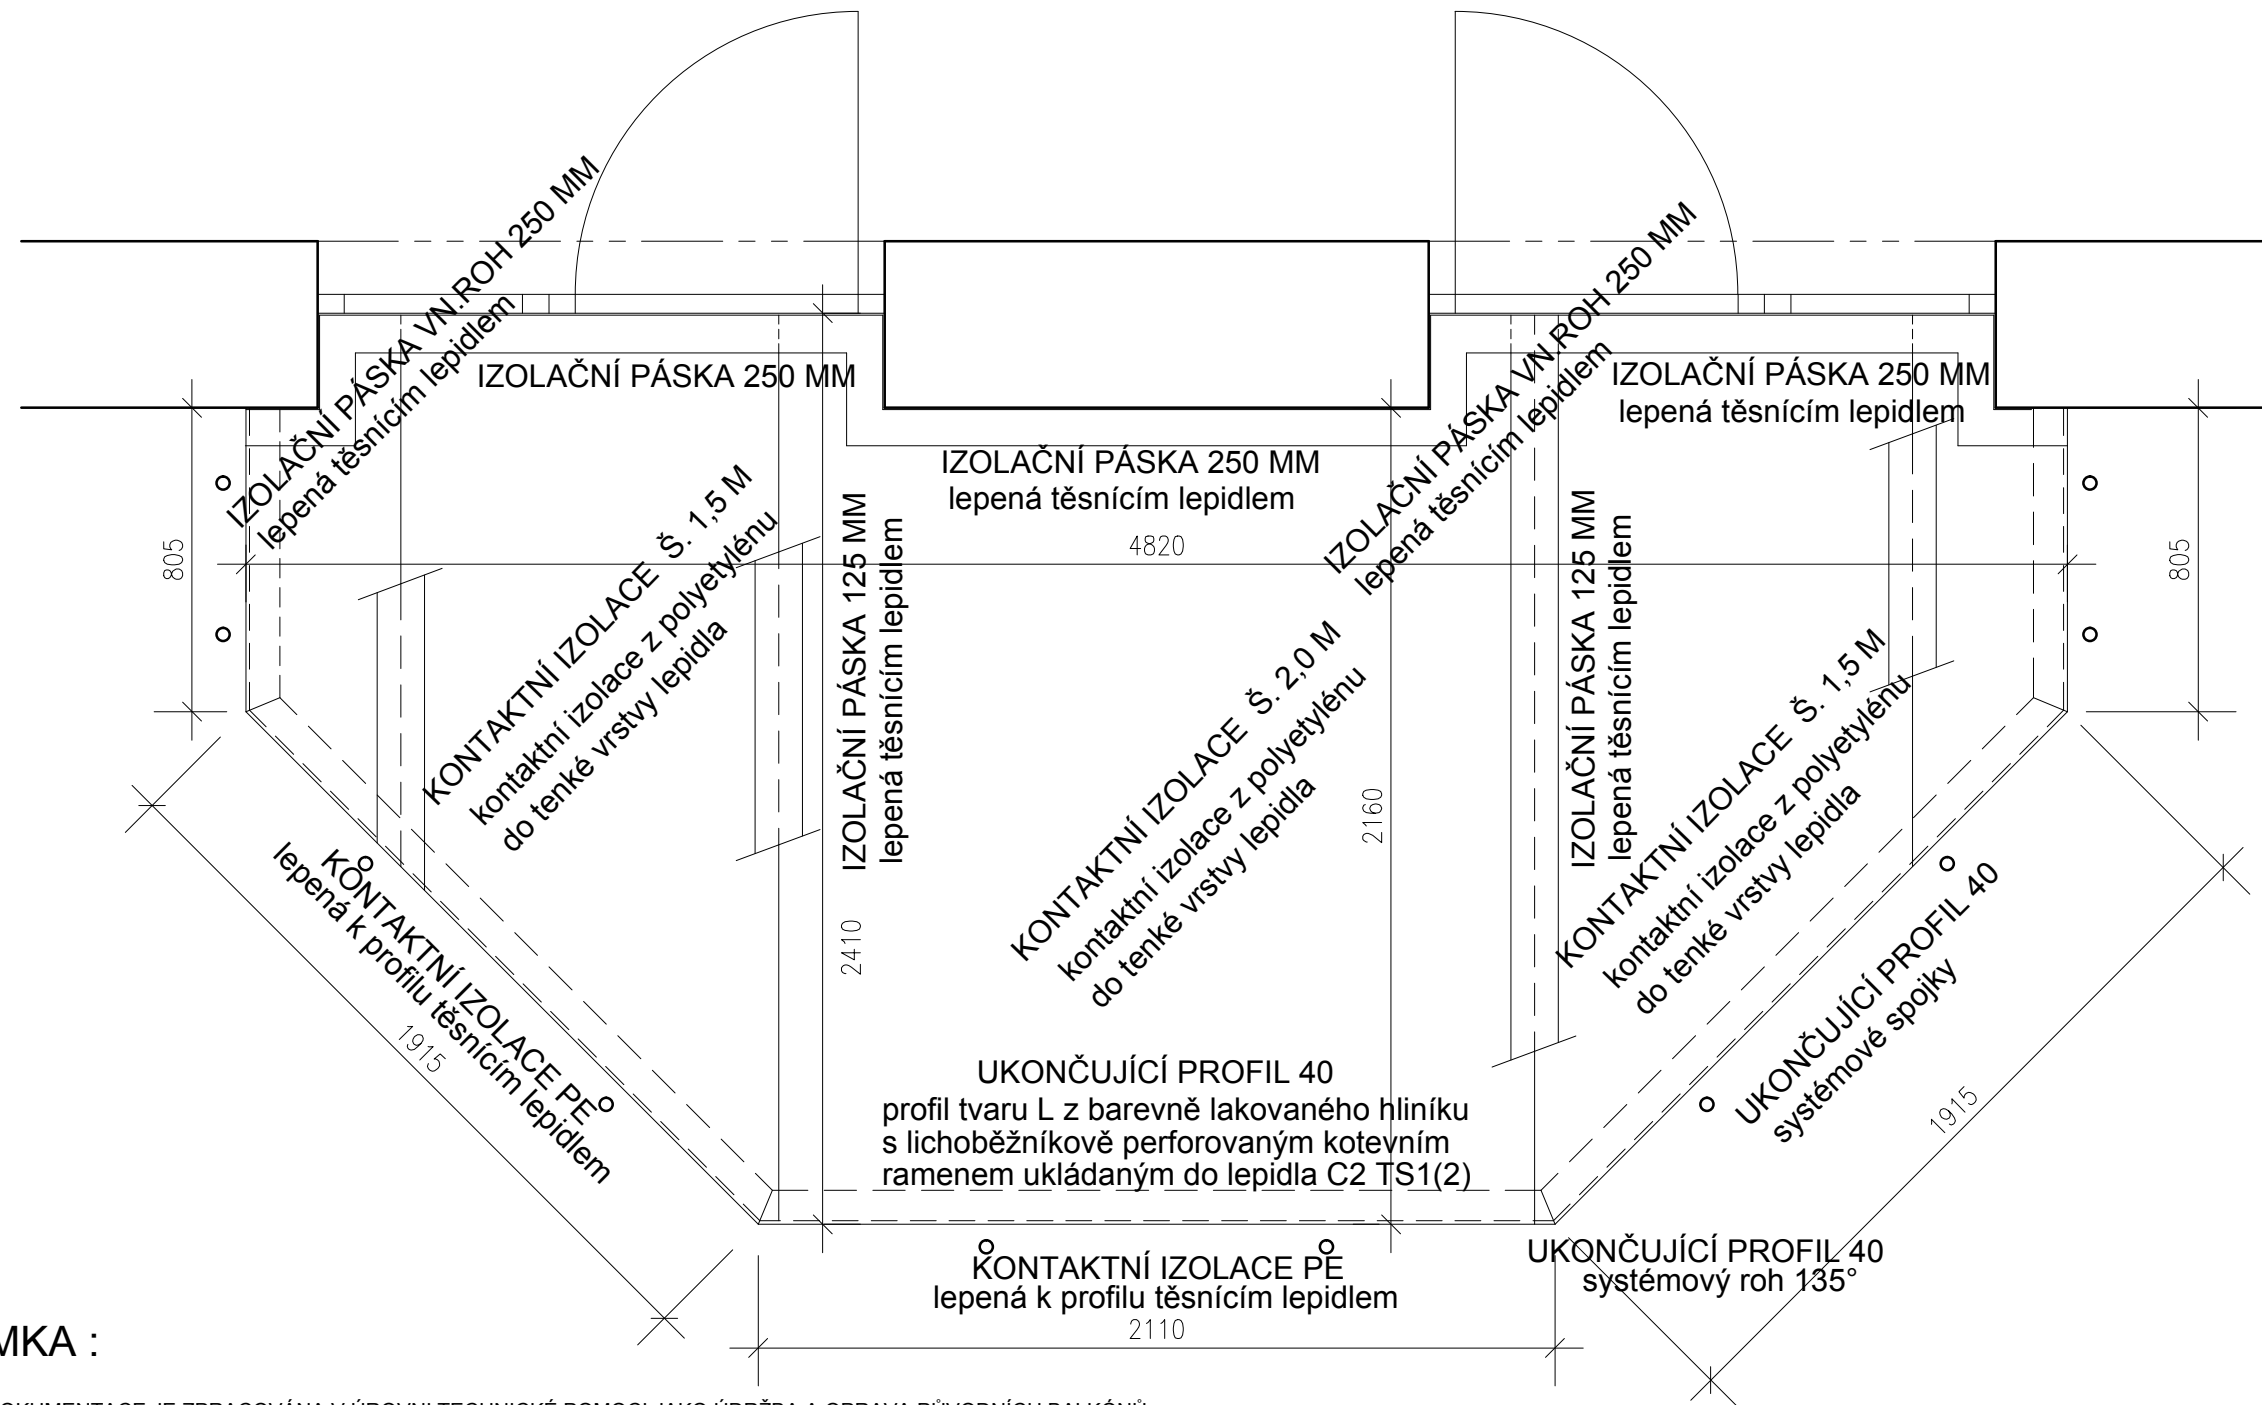 IZOLAČNÍ PÁSKA VN.ROH 250 MM
lepená těsnícím lepidlem
IZOLAČNÍ PÁSKA 250 MM
IZOLAČNÍ PÁSKA 250 MM
lepená těsnícím lepidlem
IZOLAČNÍ PÁSKA VN.ROH 250 MM
lepená těsnícím lepidlem
IZOLAČNÍ PÁSKA 250 MM
lepená těsnícím lepidlem
805
4820
805
KONTAKTNÍ IZOLACE Š. 1,5 M
kontaktní izolace z polyetylénu
do tenké vrstvy lepidla
IZOLAČNÍ PÁSKA 125 MM
lepená těsnícím lepidlem
2410
KONTAKTNÍ IZOLACE Š. 2,0 M
kontaktní izolace z polyetylénu
do tenké vrstvy lepidla
2160
IZOLAČNÍ PÁSKA 125 MM
lepená těsnícím lepidlem
KONTAKTNÍ IZOLACE Š. 1,5 M
kontaktní izolace z polyetylénu
do tenké vrstvy lepidla
KONTAKTNÍ IZOLACE PE
lepená k profilu těsnícím lepidlem
1915
UKONČUJÍCÍ PROFIL 40
profil tvaru L z barevně lakovaného hliníku
s lichoběžníkově perforovaným kotevním
ramenem ukládaným do lepidla C2 TS1(2)
UKONČUJÍCÍ PROFIL 40
systémové spojky
1915
KONTAKTNÍ IZOLACE PE
lepená k profilu těsnícím lepidlem
UKONČUJÍCÍ PROFIL 40
systémový roh 135°
2110
MKA :